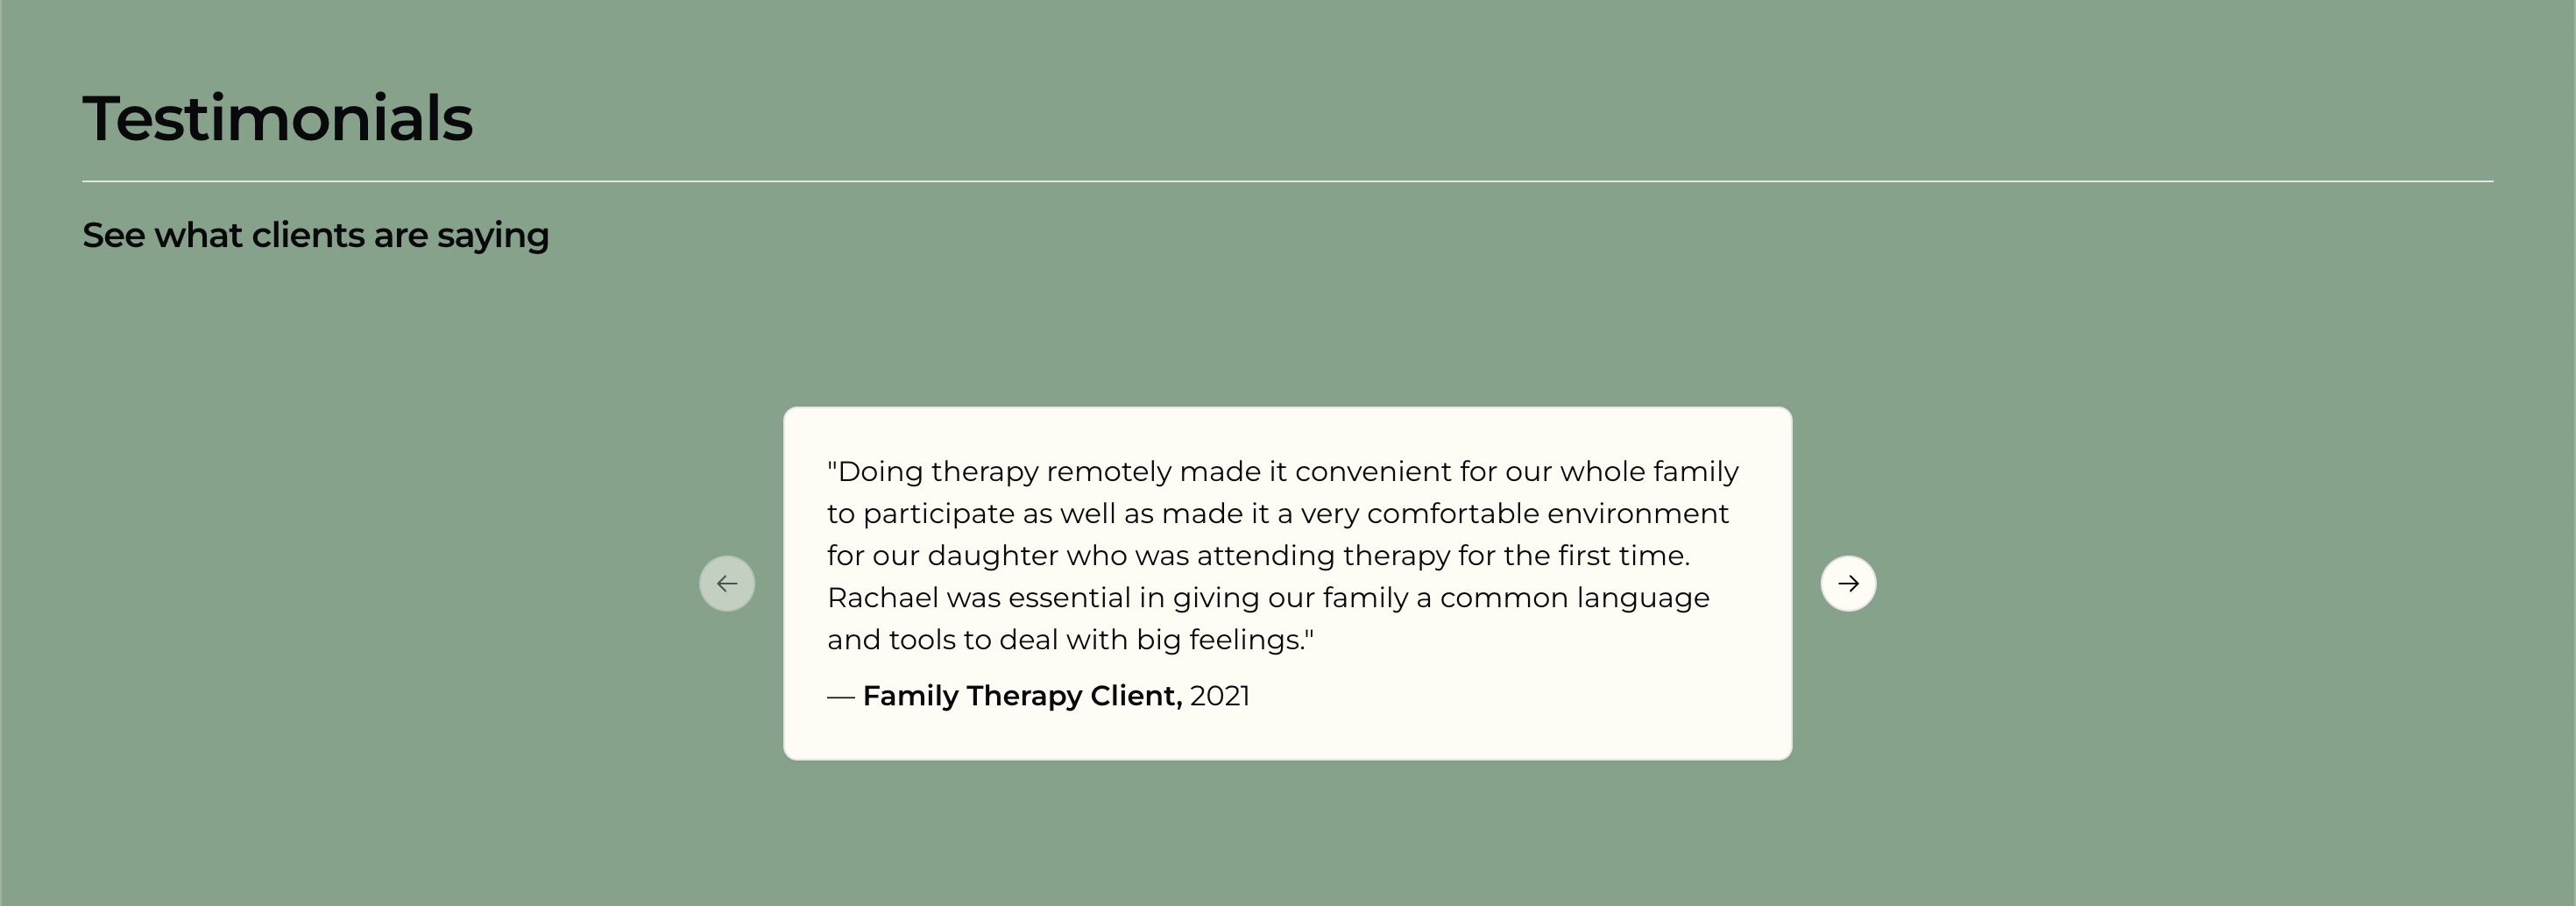 Testimonials
See what clients are saying
"Doing therapy remotely made it convenient for our whole family
to participate as well as made it a very comfortable environment
for our daughter who was attending therapy for the first time.
Rachael was essential in giving our family a common language
and tools to deal with big feelings."
— Family Therapy Client, 2021